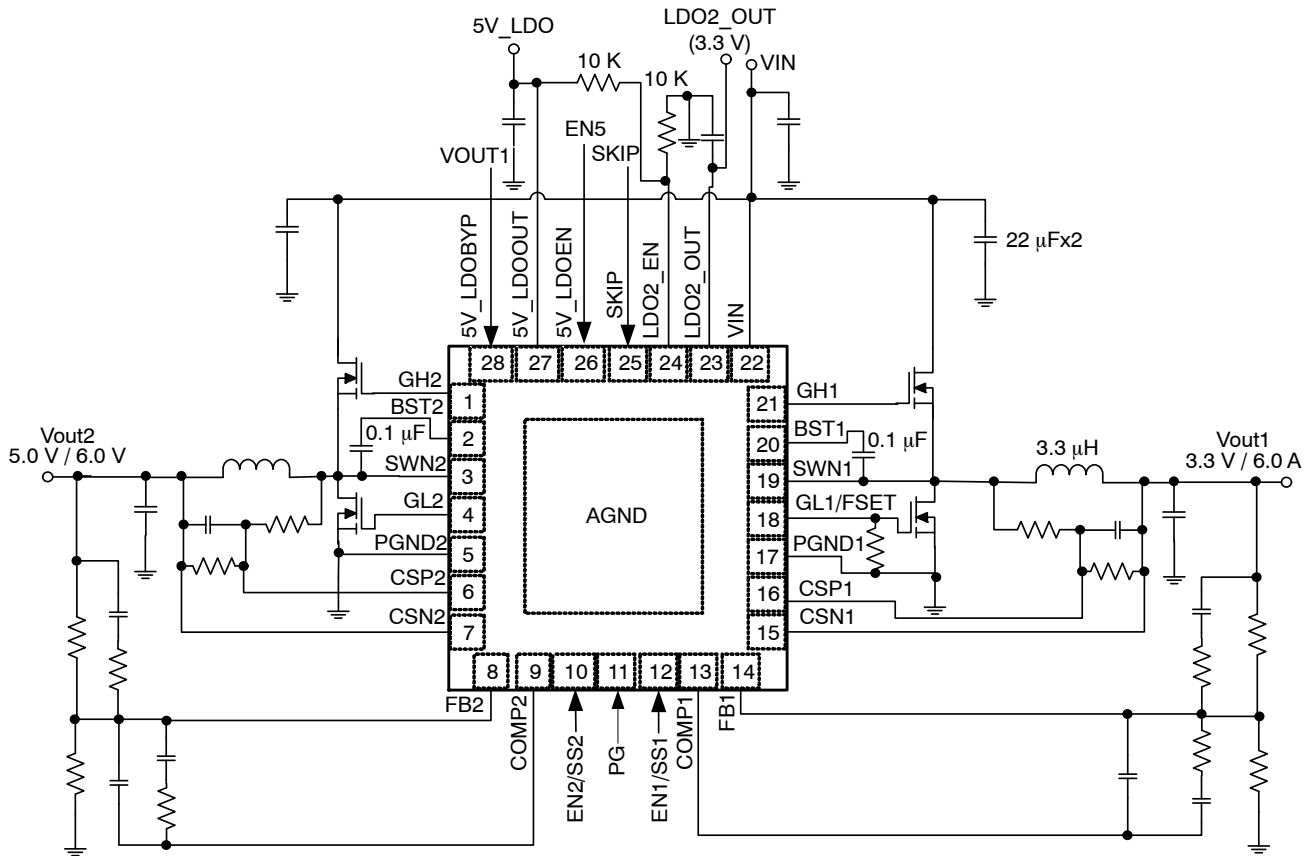 5V_LDO
LDO2_OUT
(3.3 V)
VIN
10 K
10 K
EN5
SKIP
VOUT1
5V_LDOBYP
5V_LDOOUT
5V_LDOEN
SKIP
LDO2_EN
LDO2_OUT
VIN
22 µFx2
28
27
26
25
24
23
22
GH2
1
BST2
2
0.1 µF
SWN2
3
GL2
4
PGND2
5
CSP2
6
CSN2
7
Vout2
5.0 V / 6.0 V
AGND
21
GH1
20
BST1
0.1 µF
19
SWN1
18
GL1/FSET
17
PGND1
16
CSP1
15
CSN1
3.3 µH
Vout1
3.3 V / 6.0 A
8
9
10
11
12
13
14
FB2
COMP2
EN2/SS2
PG
EN1/SS1
COMP1
FB1